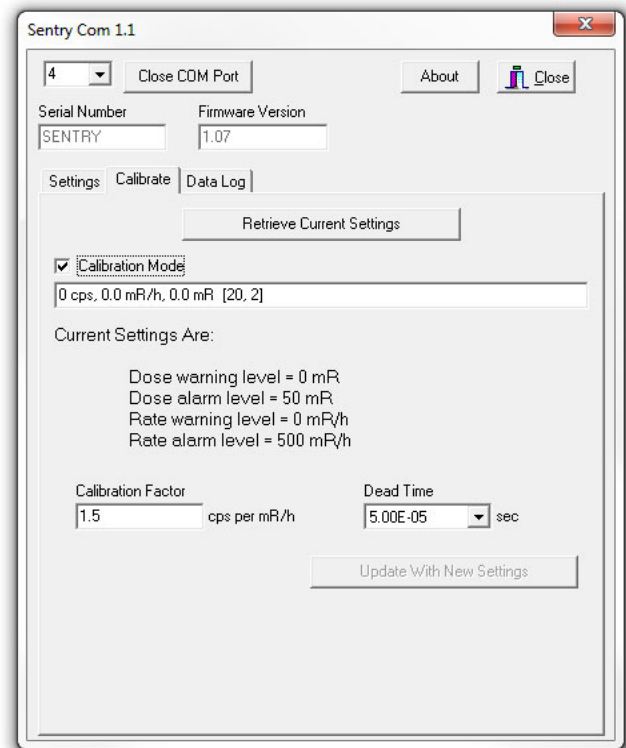 Sentry Com 1.1
4 Close COM Port About Close
Serial Number Firmware Version
SENTRY 1.07
Settings Calibrate Data Log
Retrieve Current Settings
Calibration Mode
0 cps, 0.0 mR/h, 0.0 mR [20, 2]
Current Settings Are:
Dose warning level = 0 mR
Dose alarm level = 50 mR
Rate warning level = 0 mR/h
Rate alarm level = 500 mR/h
Calibration Factor Dead Time
1.5 cps per mR/h 5.00E-05 sec
Update With New Settings